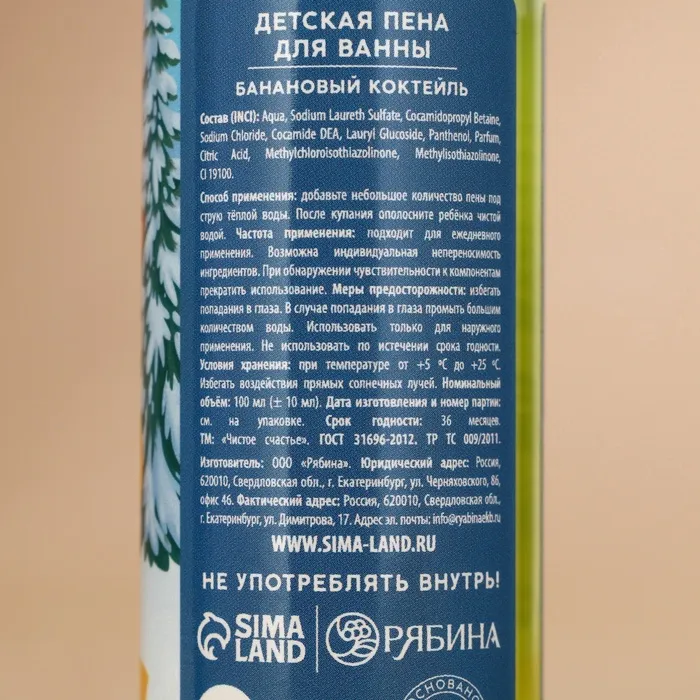 ДЕТСКАЯ ПЕНА
ДЛЯ ВАННЫ
БАНАНОВЫЙ КОКТЕЙЛЬ
Состав (INCI): Aqua, Sodium Laureth Sulfate, Cocamidopropyl Betaine,
Sodium Chloride, Cocamide DEA, Lauryl Glucoside, Panthenol, Parfum,
Citric Acid, Methylchloroisothiazolinone, Methylisothiazolinone,
CI 19100.
Способ применения: добавьте небольшое количество пены под
струю тёплой воды. После купания ополосните ребёнка чистой
водой. Частота применения: подходит для ежедневного
применения. Возможна индивидуальная непереносимость
ингредиентов. При обнаружении чувствительности к компонентам
прекратить использование. Меры предосторожности: избегать
попадания в глаза. В случае попадания в глаза промыть большим
количеством воды. Использовать только для наружного
применения. Не использовать по истечении срока годности.
Условия хранения: при температуре от +5 °C до +25 °C.
Избегать воздействия прямых солнечных лучей. Номинальный
объём: 100 мл (± 10 мл). Дата изготовления и номер партии:
см. на упаковке. Срок годности: 36 месяцев.
ТМ: «Чистое счастье». ГОСТ 31696-2012. ТР ТС 009/2011.
Изготовитель: ООО «Рябина». Юридический адрес: Россия,
620010, Свердловская обл., г. Екатеринбург, ул. Черняховского, 86,
офис 46. Фактический адрес: Россия, 620010, Свердловская обл.,
г. Екатеринбург, ул. Димитрова, 17. Адрес эл. почты: info@ryabinaekb.ru
WWW.SIMA-LAND.RU
НЕ УПОТРЕБЛЯТЬ ВНУТРЬ!
SIMA
LAND
РЯБИНА
ОСНОВАНО